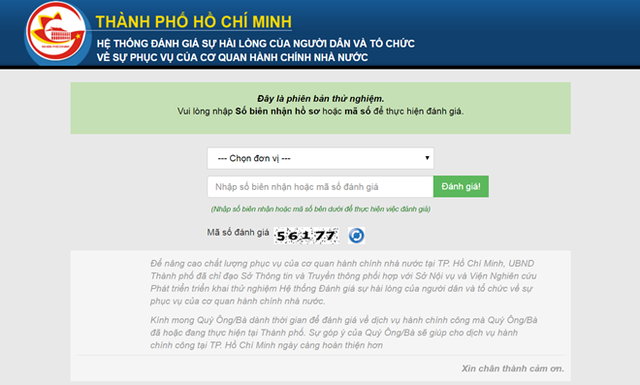 THÀNH PHỐ HỒ CHÍ MINH
HỆ THỐNG ĐÁNH GIÁ SỰ HÀI LÒNG CỦA NGƯỜI DÂN VÀ TỔ CHỨC
VỀ SỰ PHỤC VỤ CỦA CƠ QUAN HÀNH CHÍNH NHÀ NƯỚC
Đây là phiên bản thử nghiệm.
Vui lòng nhập Số biên nhận hồ sơ hoặc mã số để thực hiện đánh giá.
--- Chọn đơn vị ---
Nhập số biên nhận hoặc mã số đánh giá
Đánh giá!
(Nhập số biên nhận hoặc mã số bên dưới để thực hiện việc đánh giá)
Mã số đánh giá 56177
Để nâng cao chất lượng phục vụ của cơ quan hành chính nhà nước tại TP. Hồ Chí Minh, UBND
Thành phố đã chỉ đạo Sở Thông tin và Truyền thông phối hợp với Sở Nội vụ và Viện Nghiên cứu
Phát triển triển khai thử nghiệm Hệ thống Đánh giá sự hài lòng của người dân và tổ chức về sự
phục vụ của cơ quan hành chính nhà nước.
Kính mong Quý Ông/Bà dành thời gian để đánh giá về dịch vụ hành chính công mà Quý Ông/Bà
đã hoặc đang thực hiện tại Thành phố. Sự góp ý của Quý Ông/Bà sẽ giúp cho dịch vụ hành
chính công tại TP. Hồ Chí Minh ngày càng hoàn thiện hơn
Xin chân thành cảm ơn.